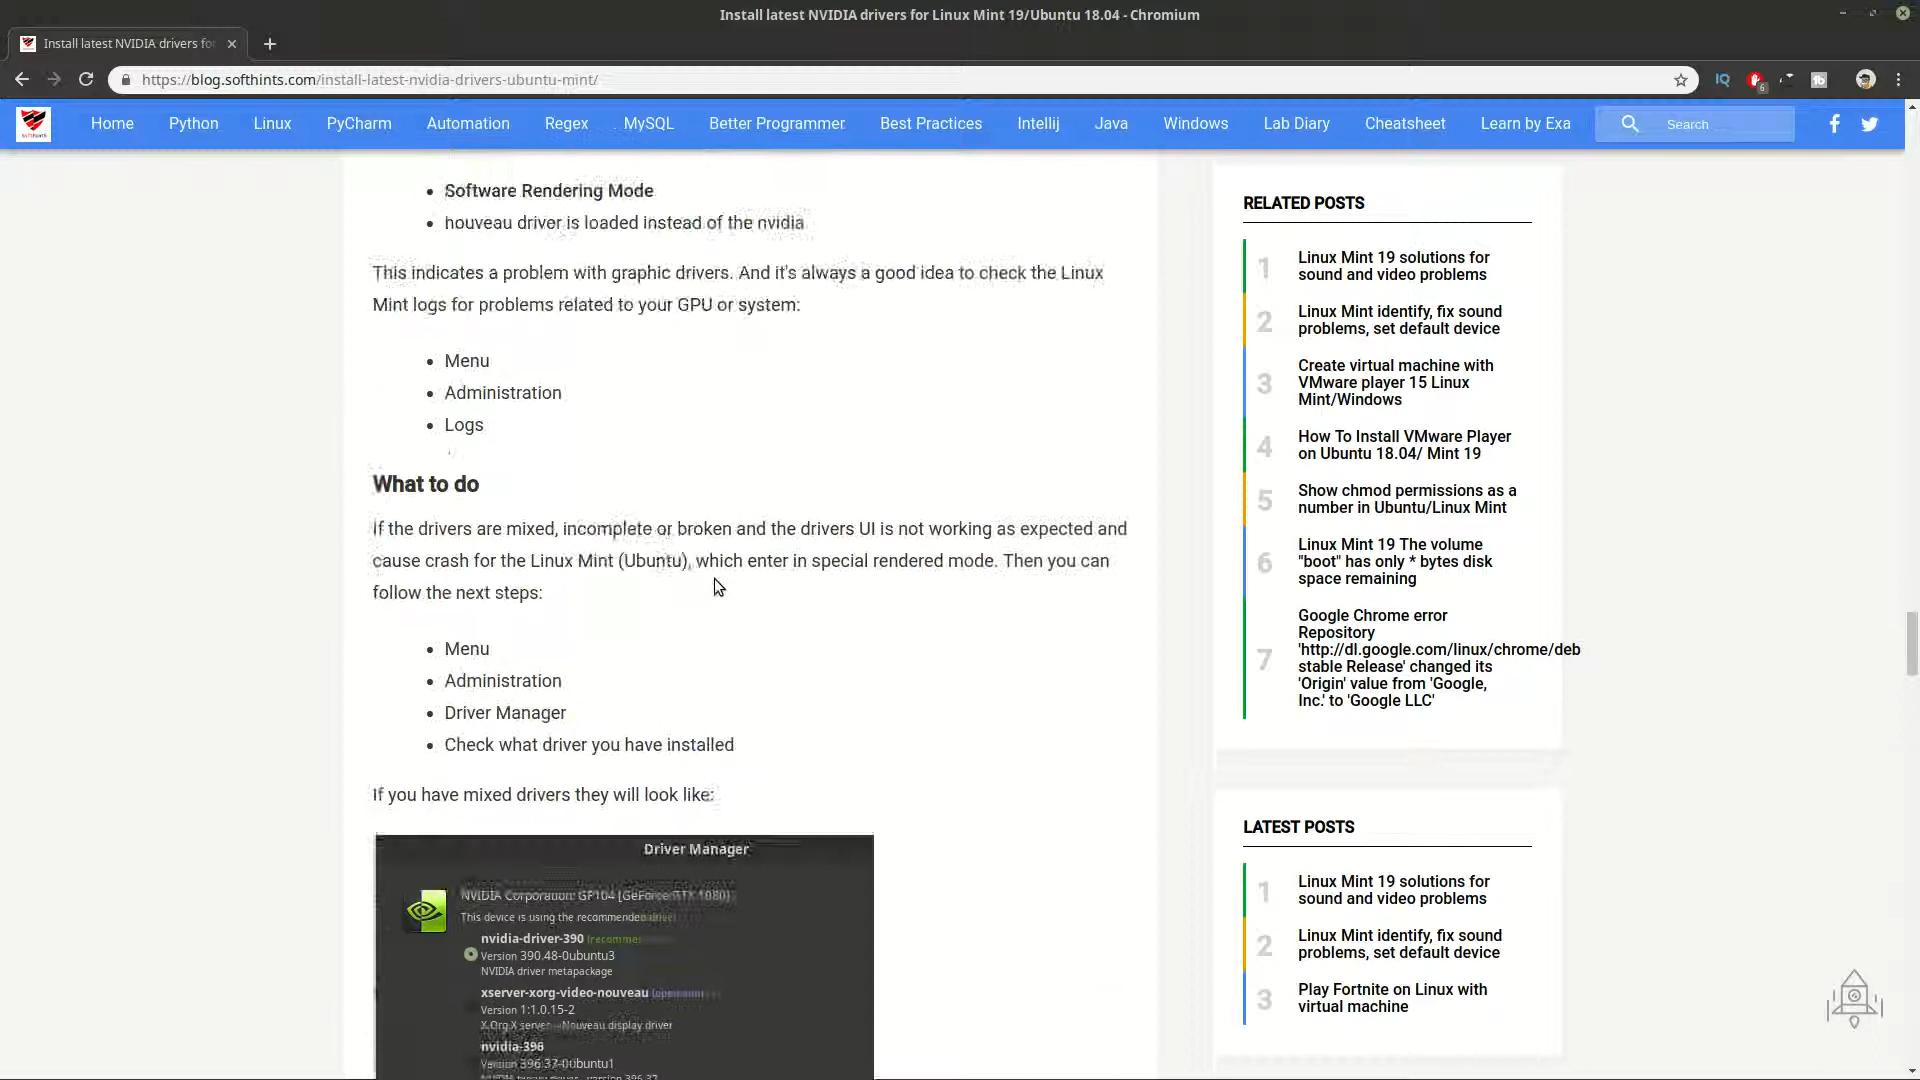 Install latest NVIDIA drivers for Linux Mint 19/Ubuntu 18.04 - Chromium
Install latest NVIDIA drivers for
https://blog.softhints.com/install-latest-nvidia-drivers-ubuntu-mint/
Home Python Linux PyCharm Automation Regex MySQL Better Programmer Best Practices Intellij Java Windows Lab Diary Cheatsheet Learn by Exa Search
Software Rendering Mode
nouveau driver is loaded instead of the nvidia
This indicates a problem with graphic drivers. And it's always a good idea to check the Linux
Mint logs for problems related to your GPU or system:
Menu
Administration
Logs
What to do
If the drivers are mixed, incomplete or broken and the drivers UI is not working as expected and
cause crash for the Linux Mint (Ubuntu), which enter in special rendered mode. Then you can
follow the next steps:
Menu
Administration
Driver Manager
Check what driver you have installed
If you have mixed drivers they will look like:
Driver Manager
NVIDIA Corporation: GP104 [GeForce GTX 1080]
This device is using the recommended driver
nvidia-driver-390
Version 390.48-0ubuntu3
NVIDIA driver metapackage
xserver-xorg-video-nouveau
Version 1:1.0.15-2
X.Org X server -- Nouveau display driver
nvidia-396
Version 396.37-0ubuntu1
RELATED POSTS
1 Linux Mint 19 solutions for
sound and video problems
2 Linux Mint identify, fix sound
problems, set default device
3 Create virtual machine with
VMware player 15 Linux
Mint/Windows
4 How To Install VMware Player
on Ubuntu 18.04/ Mint 19
5 Show chmod permissions as a
number in Ubuntu/Linux Mint
6 Linux Mint 19 The volume
"boot" has only * bytes disk
space remaining
7 Google Chrome error
Repository
'http://dl.google.com/linux/chrome/deb
stable Release' changed its
'Origin' value from 'Google,
Inc.' to 'Google LLC'
LATEST POSTS
1 Linux Mint 19 solutions for
sound and video problems
2 Linux Mint identify, fix sound
problems, set default device
3 Play Fortnite on Linux with
virtual machine